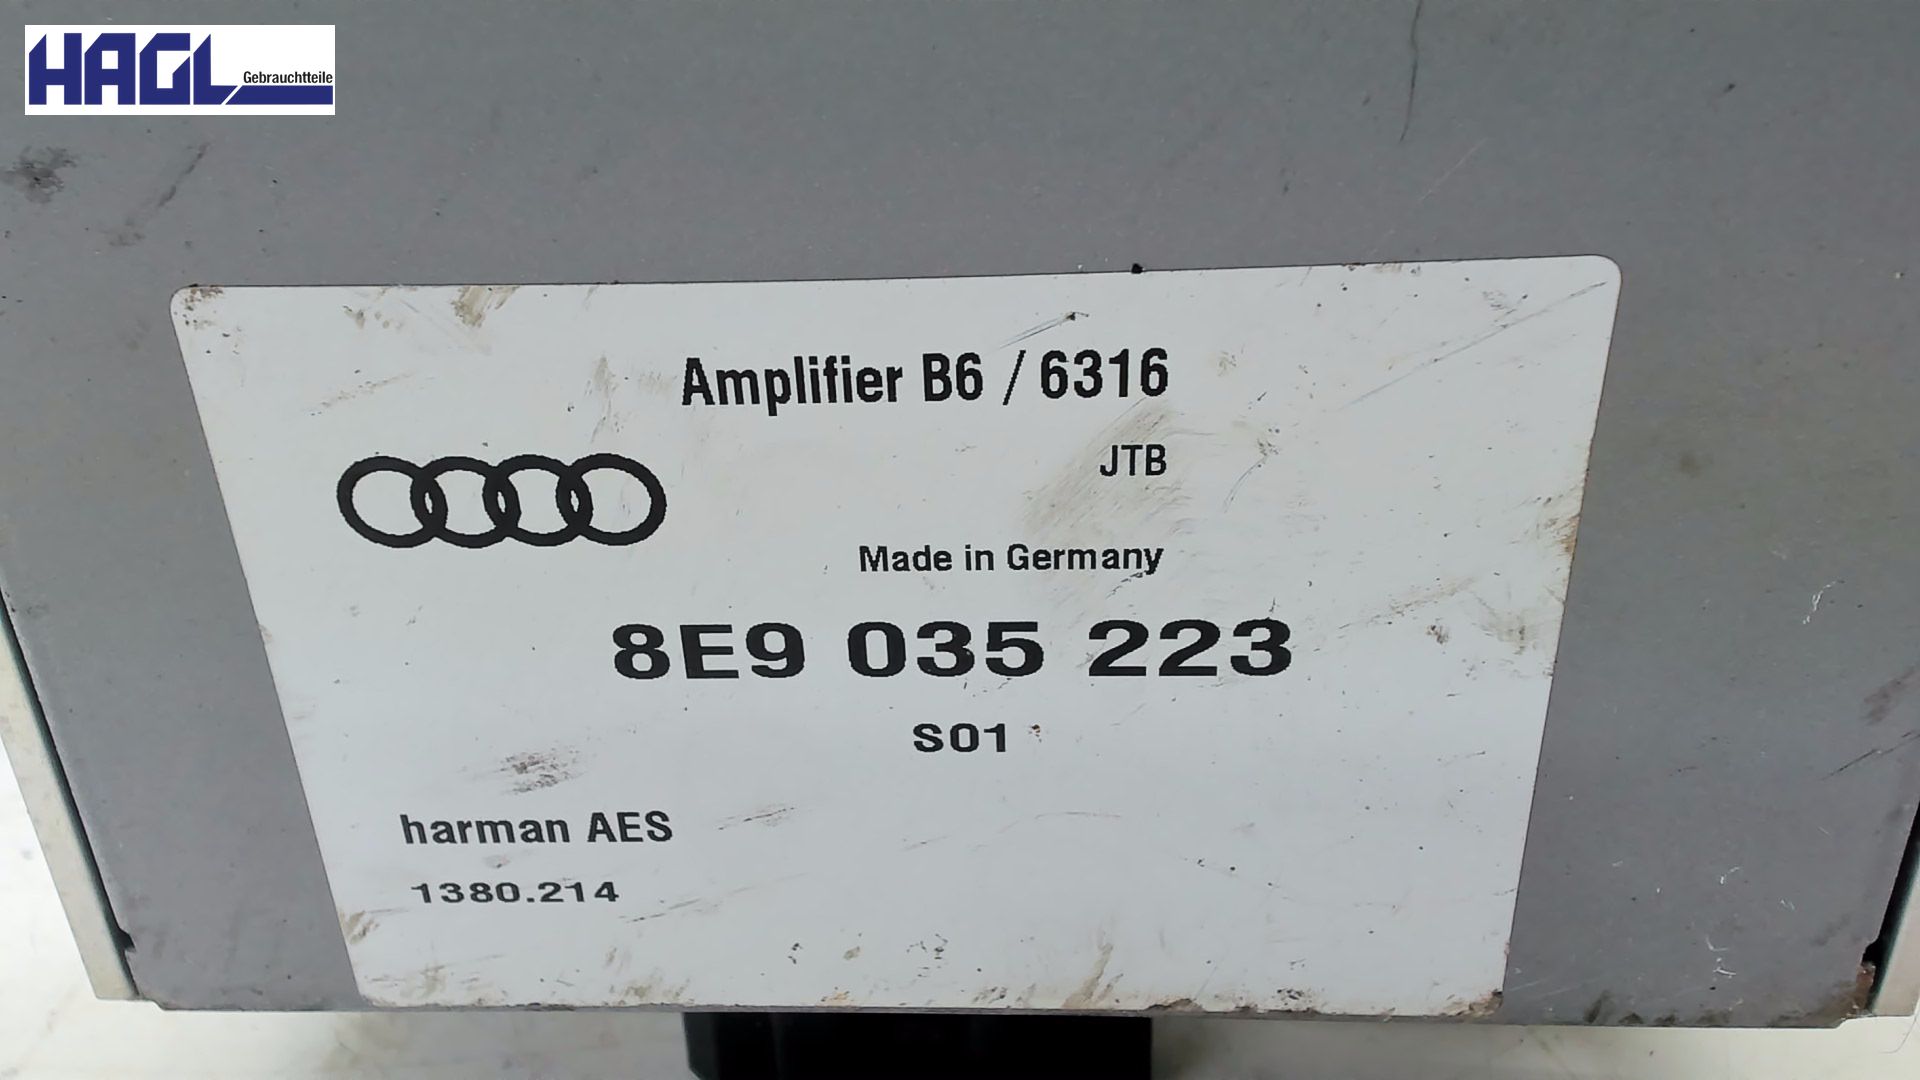 HAGL
Gebrauchtteile
Amplifier B6 / 6316
JTB
Made in Germany
8E9 035 223
S01
harman AES
1380.214